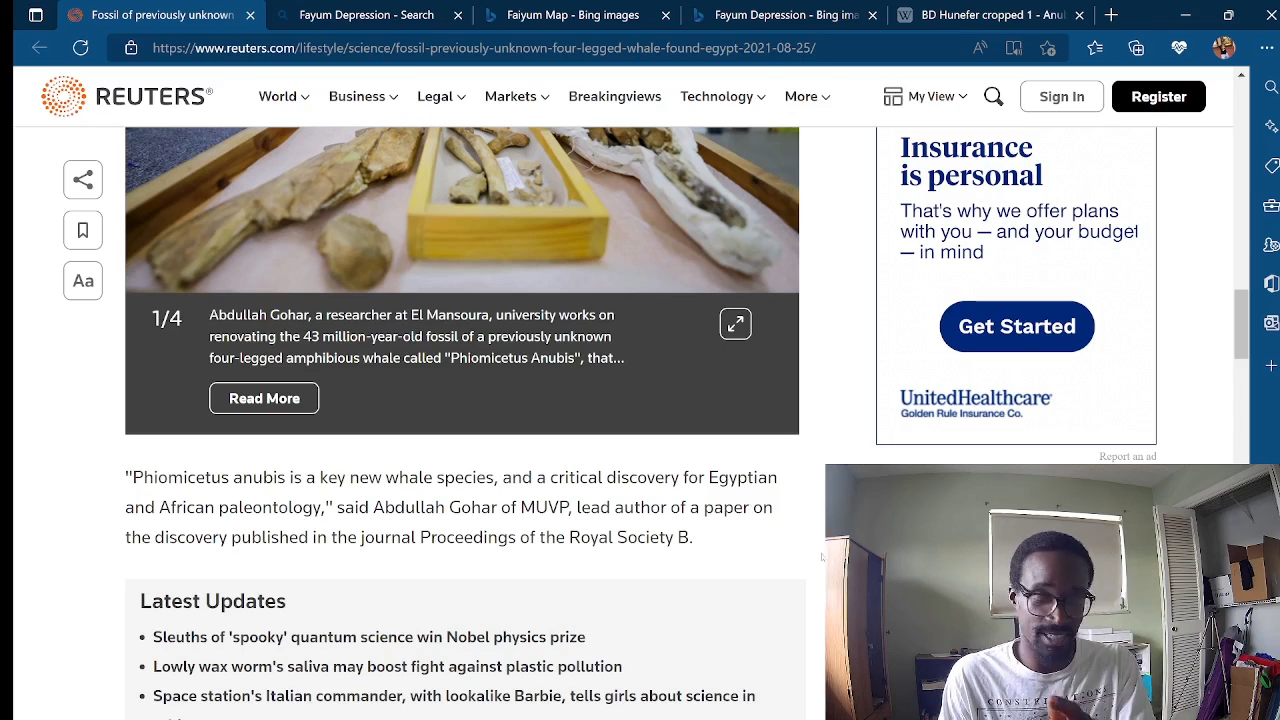 Fossil of previously unknown
Fayum Depression - Search
Faiyum Map - Bing images
Fayum Depression - Bing ima
BD Hunefer cropped 1 - Anu
https://www.reuters.com/lifestyle/science/fossil-previously-unknown-four-legged-whale-found-egypt-2021-08-25/
REUTERS®
World
Business
Legal
Markets
Breakingviews
Technology
More
My View
Sign In
Register
Aa
1/4
Abdullah Gohar, a researcher at El Mansoura, university works on
renovating the 43 million-year-old fossil of a previously unknown
four-legged amphibious whale called "Phiomicetus Anubis", that...
Read More
Insurance
is personal
That's why we offer plans
with you — and your budget
— in mind
Get Started
UnitedHealthcare
Golden Rule Insurance Co.
Report an ad
"Phiomicetus anubis is a key new whale species, and a critical discovery for Egyptian
and African paleontology," said Abdullah Gohar of MUVP, lead author of a paper on
the discovery published in the journal Proceedings of the Royal Society B.
Latest Updates
• Sleuths of 'spooky' quantum science win Nobel physics prize
• Lowly wax worm's saliva may boost fight against plastic pollution
• Space station's Italian commander, with lookalike Barbie, tells girls about science in